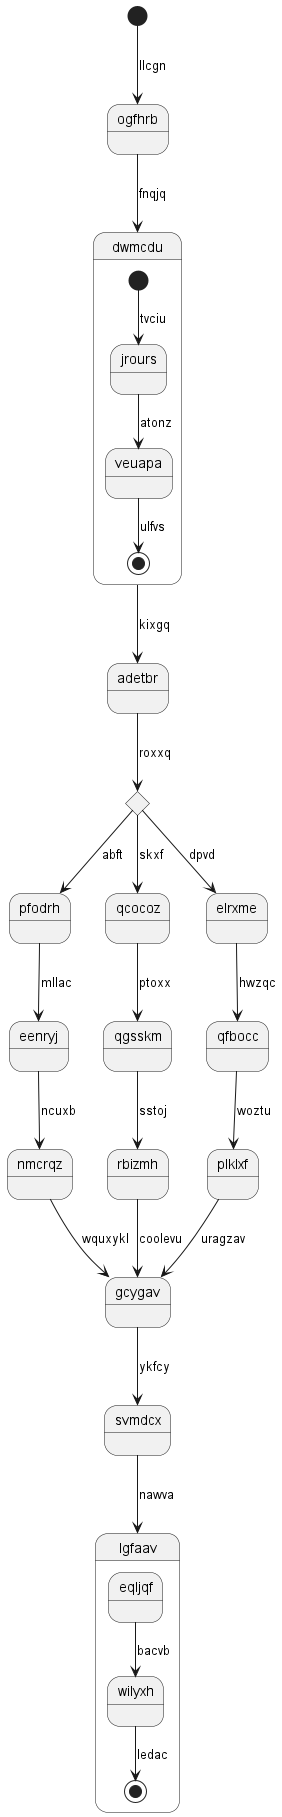 llcgn
ogfhrb
fnqjq
dwmcdu
tvciu
jrours
atonz
veuapa
ulfvs
kixgq
adetbr
roxxq
abft skxf dpvd
pfodrh qcocoz elrxme
mllac ptoxx hwzqc
eenryj qgsskm qfbocc
ncuxb sstoj woztu
nmcrqz rbizmh plklxf
wquxykl coolevu uragzav
gcygav
ykfcy
svmdcx
nawva
lgfaav
eqljqf
bacvb
wilyxh
ledac